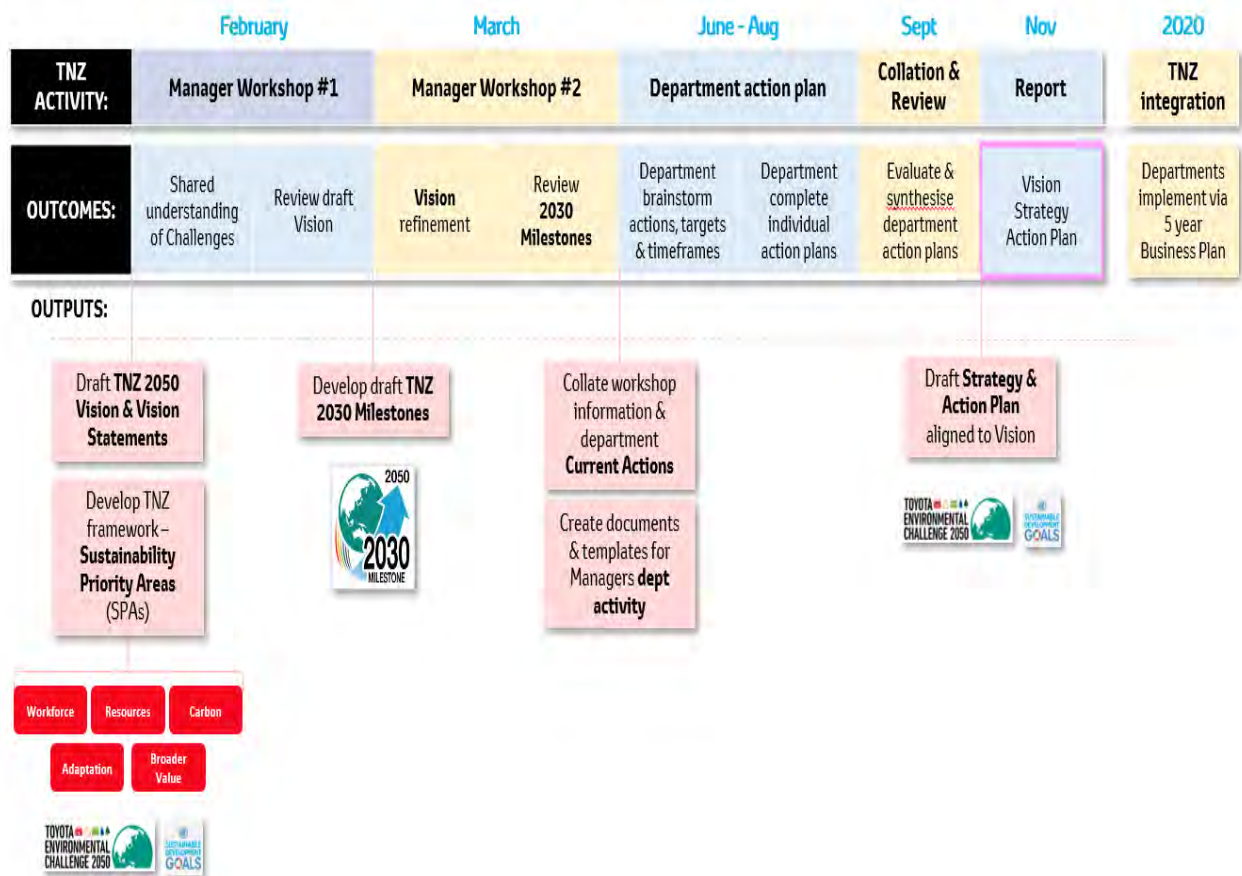 February
March
June - Aug
Sept
Nov
2020
TNZ
ACTIVITY:
Manager Workshop #1
Manager Workshop #2
Department action plan
Collation &
Review
Report
TNZ
integration
OUTCOMES:
Shared
understanding
of Challenges
Review draft
Vision
Vision
refinement
Review
2030
Milestones
Department
brainstorm
actions, targets
& timeframes
Department
complete
individual
action plans
Evaluate &
synthesise
department
action plans
Vision
Strategy
Action Plan
Departments
implement via
5 year
Business Plan
OUTPUTS:
Draft TNZ 2050
Vision & Vision
Statements
Develop TNZ
framework –
Sustainability
Priority Areas
(SPAs)
Workforce
Resources
Carbon
Adaptation
Broader
Value
TOYOTA
ENVIRONMENTAL
CHALLENGE 2050
SUSTAINABLE
DEVELOPMENT
GOALS
Develop draft TNZ
2030 Milestones
2050
2030
MILESTONE
Collate workshop
information &
department
Current Actions
Create documents
& templates for
Managers dept
activity
Draft Strategy &
Action Plan
aligned to Vision
TOYOTA
ENVIRONMENTAL
CHALLENGE 2050
SUSTAINABLE
DEVELOPMENT
GOALS